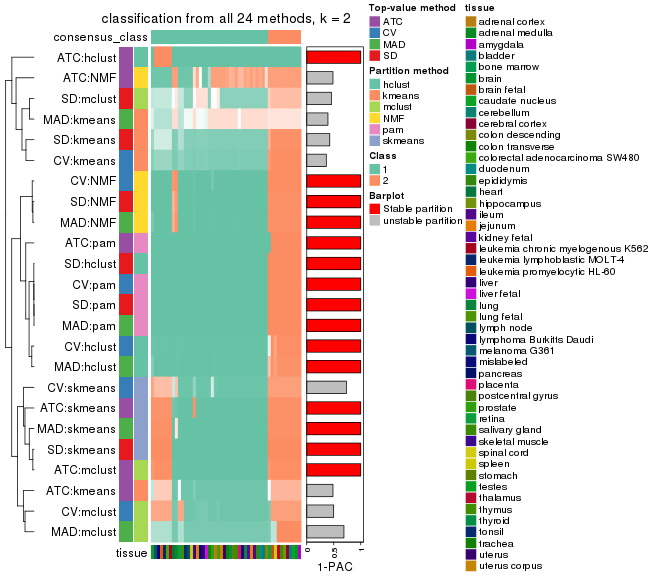 classification from all 24 methods, k = 2
consensus_class
ATC:hclust
ATC:NMF
SD:mclust
MAD:kmeans
SD:kmeans
CV:kmeans
CV:NMF
SD:NMF
MAD:NMF
ATC:pam
SD:hclust
CV:pam
SD:pam
MAD:pam
CV:hclust
MAD:hclust
CV:skmeans
ATC:skmeans
MAD:skmeans
SD:skmeans
ATC:mclust
ATC:kmeans
CV:mclust
MAD:mclust
tissue
0
0.5
1
1-PAC
Top-value method
ATC
CV
MAD
SD
Partition method
hclust
kmeans
mclust
NMF
pam
skmeans
Class
1
2
Barplot
Stable partition
unstable partition
tissue
adrenal cortex
adrenal medulla
amygdala
bladder
bone marrow
brain
brain fetal
caudate nucleus
cerebellum
cerebral cortex
colon descending
colon transverse
colorectal adenocarcinoma SW480
duodenum
epididymis
heart
hippocampus
ileum
jejunum
kidney fetal
leukemia chronic myelogenous K562
leukemia lymphoblastic MOLT-4
leukemia promyelocytic HL-60
liver
liver fetal
lung
lung fetal
lymph node
lymphoma Burkitts Daudi
melanoma G361
mislabeled
pancreas
placenta
postcentral gyrus
prostate
retina
salivary gland
skeletal muscle
spinal cord
spleen
stomach
testes
thalamus
thymus
thyroid
tonsil
trachea
uterus
uterus corpus